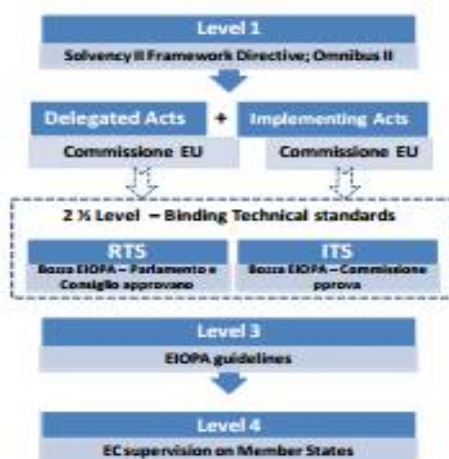 Level 1
Solvency II Framework Directive; Omnibus II
Delegated Acts + Implementing Acts
Commissione EU Commissione EU
2 ½ Level – Binding Technical standards
RTS ITS
Bozza EIOPA – Parlamento e Bozza EIOPA – Commissione
Consiglio approvano pprova
Level 3
EIOPA guidelines
Level 4
EC supervision on Member States